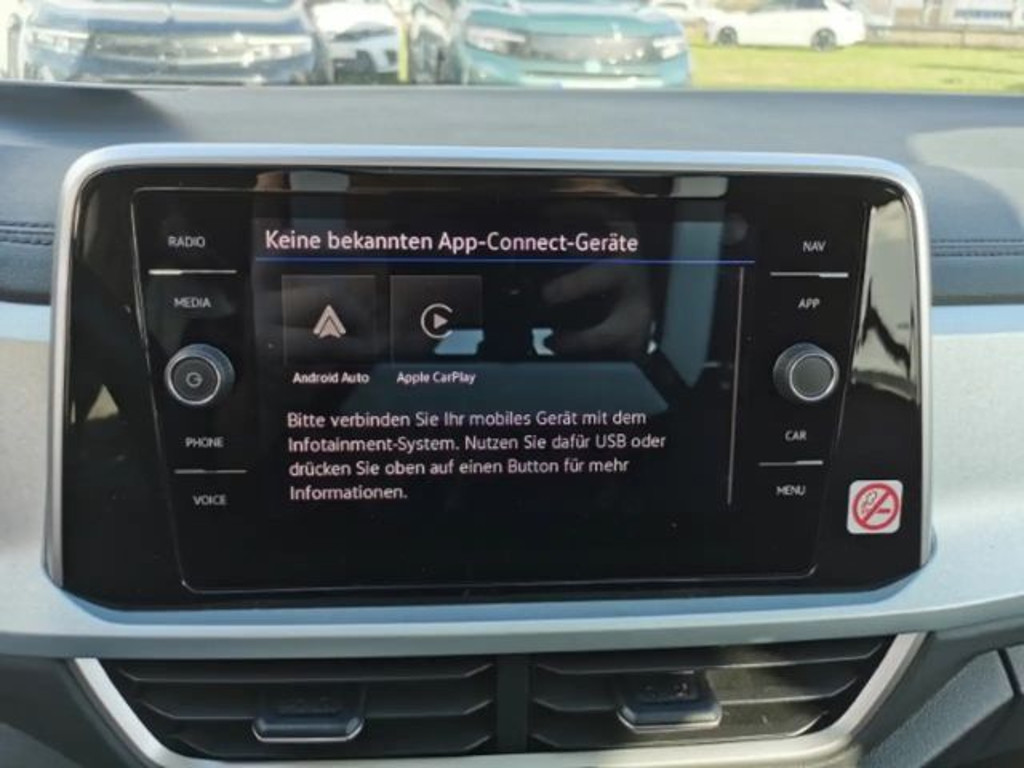 RADIO
MEDIA
PHONE
VOICE
Keine bekannten App-Connect-Geräte
Android Auto
Apple CarPlay
Bitte verbinden Sie Ihr mobiles Gerät mit dem
Infotainment-System. Nutzen Sie dafür USB oder
drücken Sie oben auf einen Button für mehr
Informationen.
NAV
APP
CAR
MENU